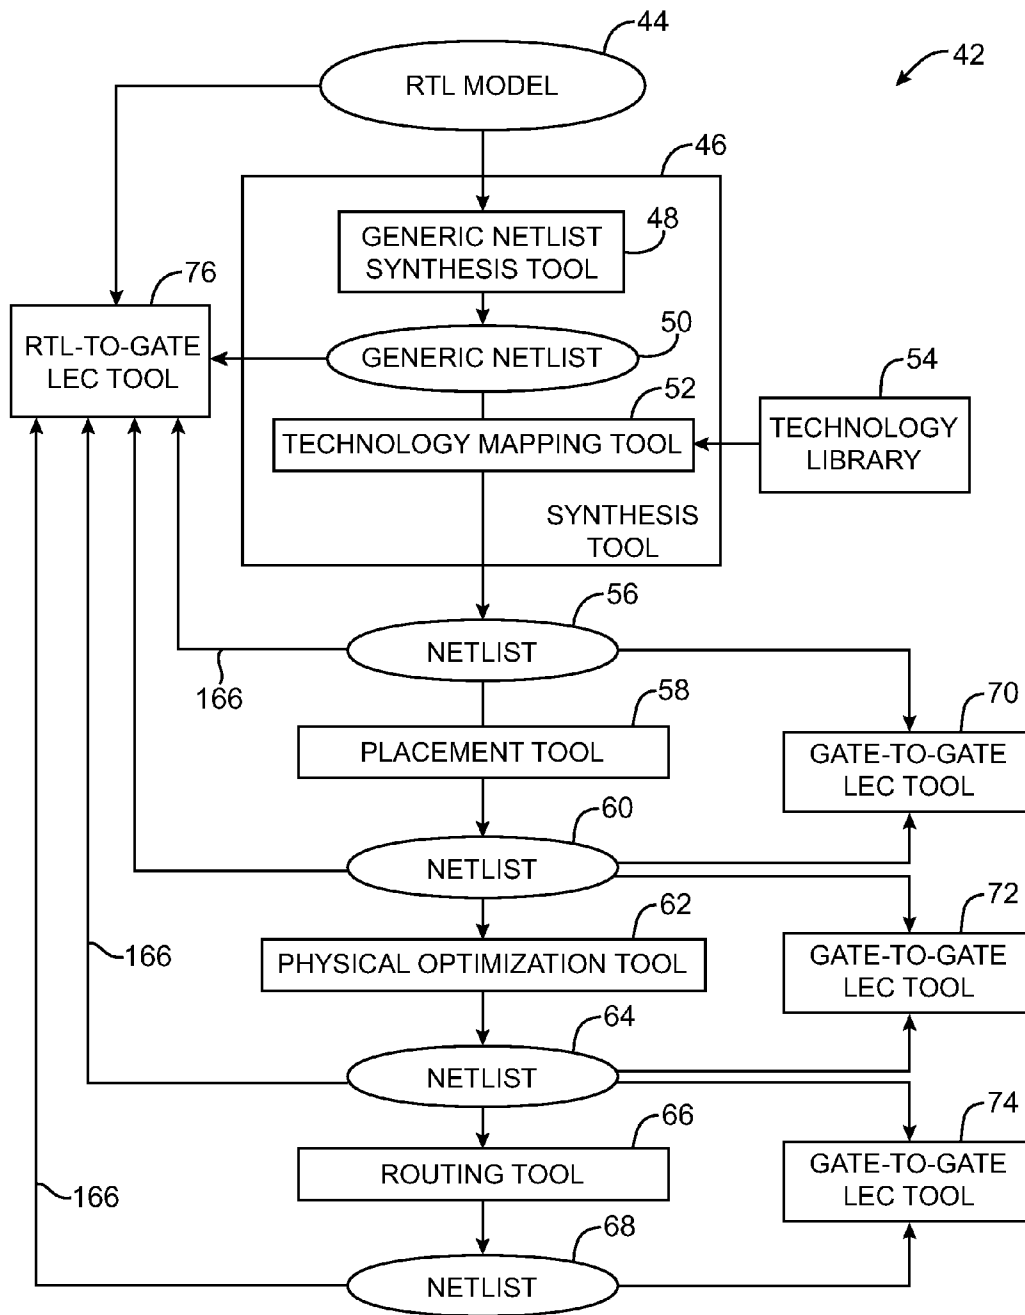 44
42
RTL MODEL
46
GENERIC NETLIST
SYNTHESIS TOOL
48
76
RTL-TO-GATE
LEC TOOL
50
GENERIC NETLIST
52
54
TECHNOLOGY MAPPING TOOL
TECHNOLOGY
LIBRARY
SYNTHESIS
TOOL
56
NETLIST
166
58
70
PLACEMENT TOOL
GATE-TO-GATE
LEC TOOL
60
NETLIST
62
72
166
PHYSICAL OPTIMIZATION TOOL
GATE-TO-GATE
LEC TOOL
64
NETLIST
66
74
ROUTING TOOL
GATE-TO-GATE
LEC TOOL
166
68
NETLIST